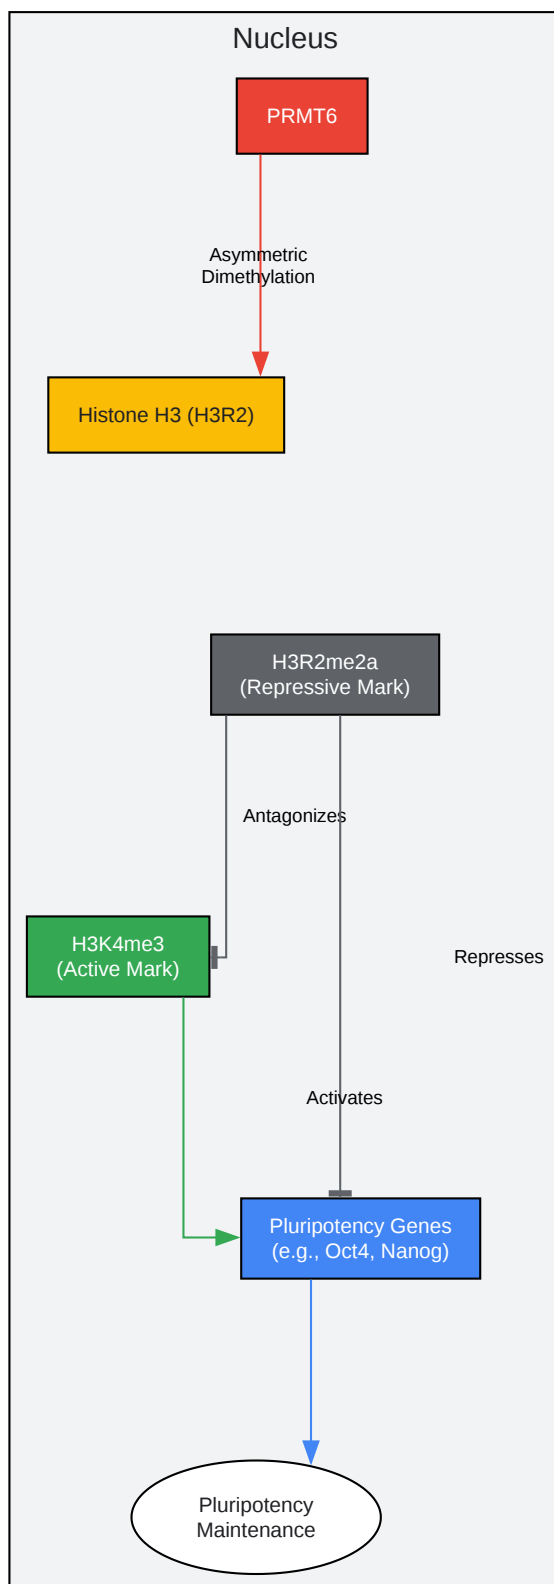 Nucleus
PRMT6
Asymmetric
Dimethylation
Histone H3 (H3R2)
H3R2me2a
(Repressive Mark)
Antagonizes
H3K4me3
(Active Mark)
Represses
Activates
Pluripotency Genes
(e.g., Oct4, Nanog)
Pluripotency
Maintenance